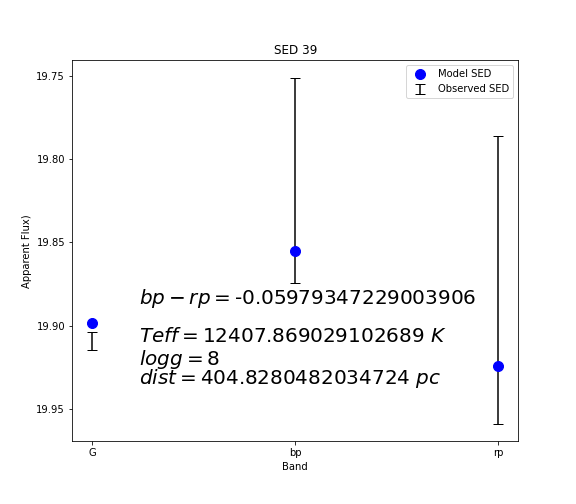 SED 39
Model SED
Observed SED
19.75
19.80
19.85
19.90
19.95
Apparent Flux)
bp − rp = -0.05979347229003906
Teff = 12407.869029102689 K
logg = 8
dist = 404.8280482034724 pc
G
bp
rp
Band